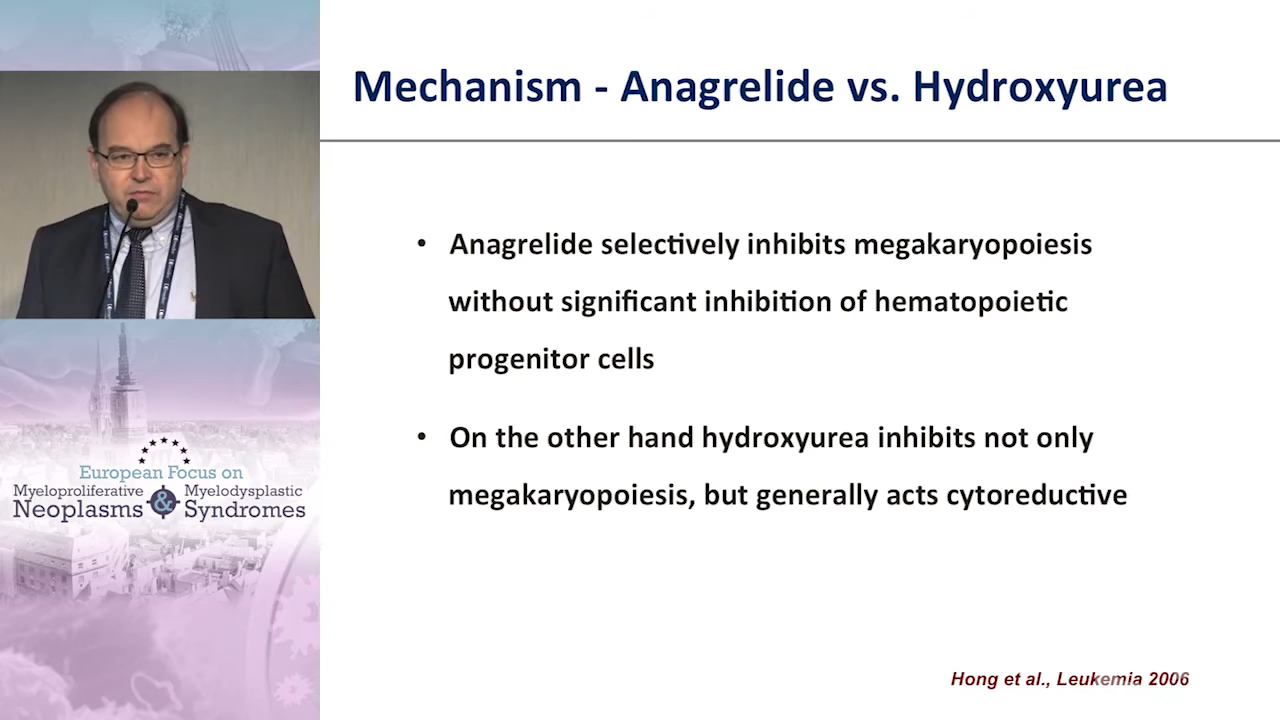 Mechanism - Anagrelide vs. Hydroxyurea
• Anagrelide selectively inhibits megakaryopoiesis
without significant inhibition of hematopoietic
progenitor cells
• On the other hand hydroxyurea inhibits not only
megakaryopoiesis, but generally acts cytoreductive
Hong et al., Leukemia 2006
European Focus on
Myeloproliferative Myelodysplastic
Neoplasms & Syndromes